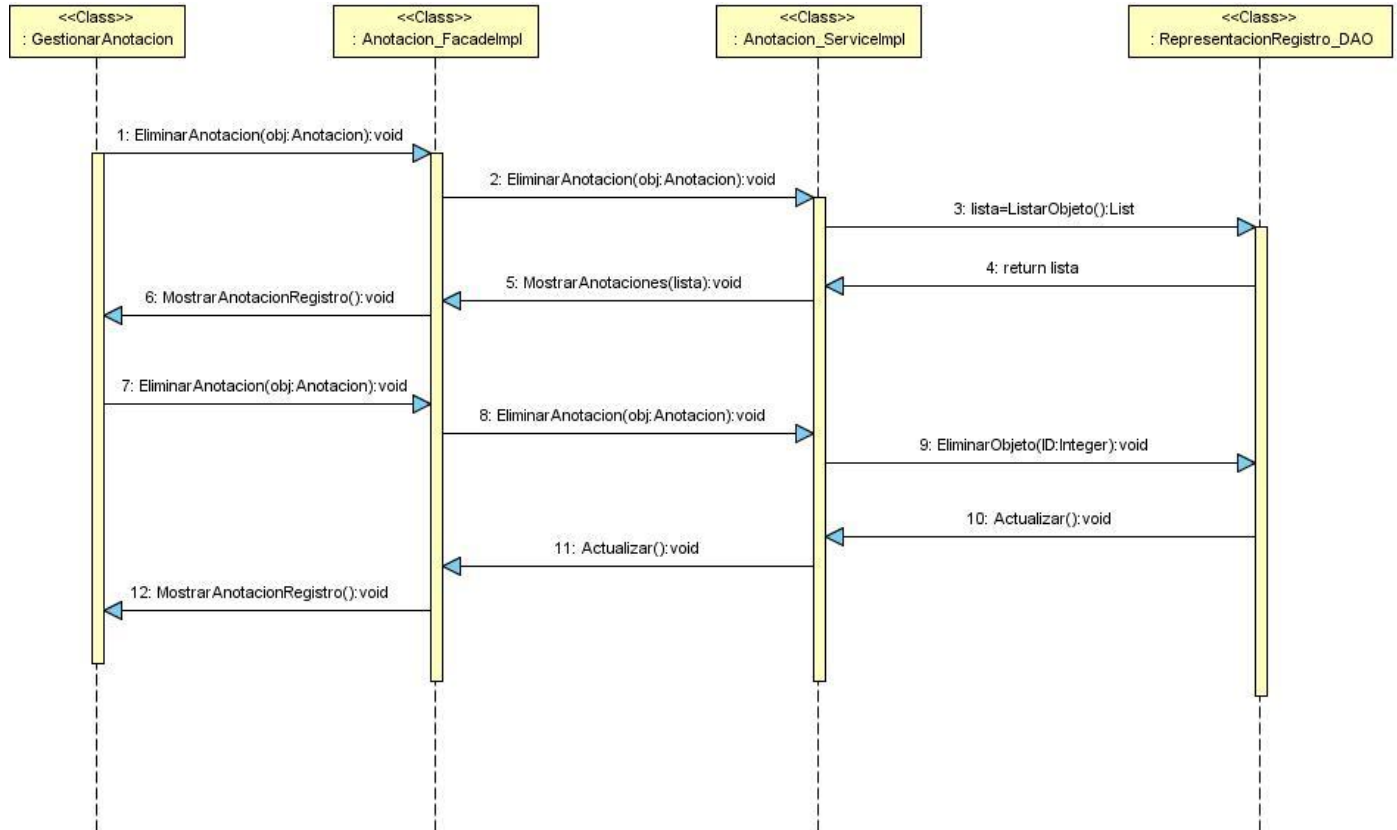 <<Class>>
: GestionarAnotacion
<<Class>>
: Anotacion_FacadeImpl
<<Class>>
: Anotacion_ServiceImpl
<<Class>>
: RepresentacionRegistro_DAO
1: EliminarAnotacion(obj:Anotacion):void
2: EliminarAnotacion(obj:Anotacion):void
3: lista=ListarObjeto():List
4: return lista
5: MostrarAnotaciones(lista):void
6: MostrarAnotacionRegistro():void
7: EliminarAnotacion(obj:Anotacion):void
8: EliminarAnotacion(obj:Anotacion):void
9: EliminarObjeto(ID:Integer):void
10: Actualizar():void
11: Actualizar():void
12: MostrarAnotacionRegistro():void